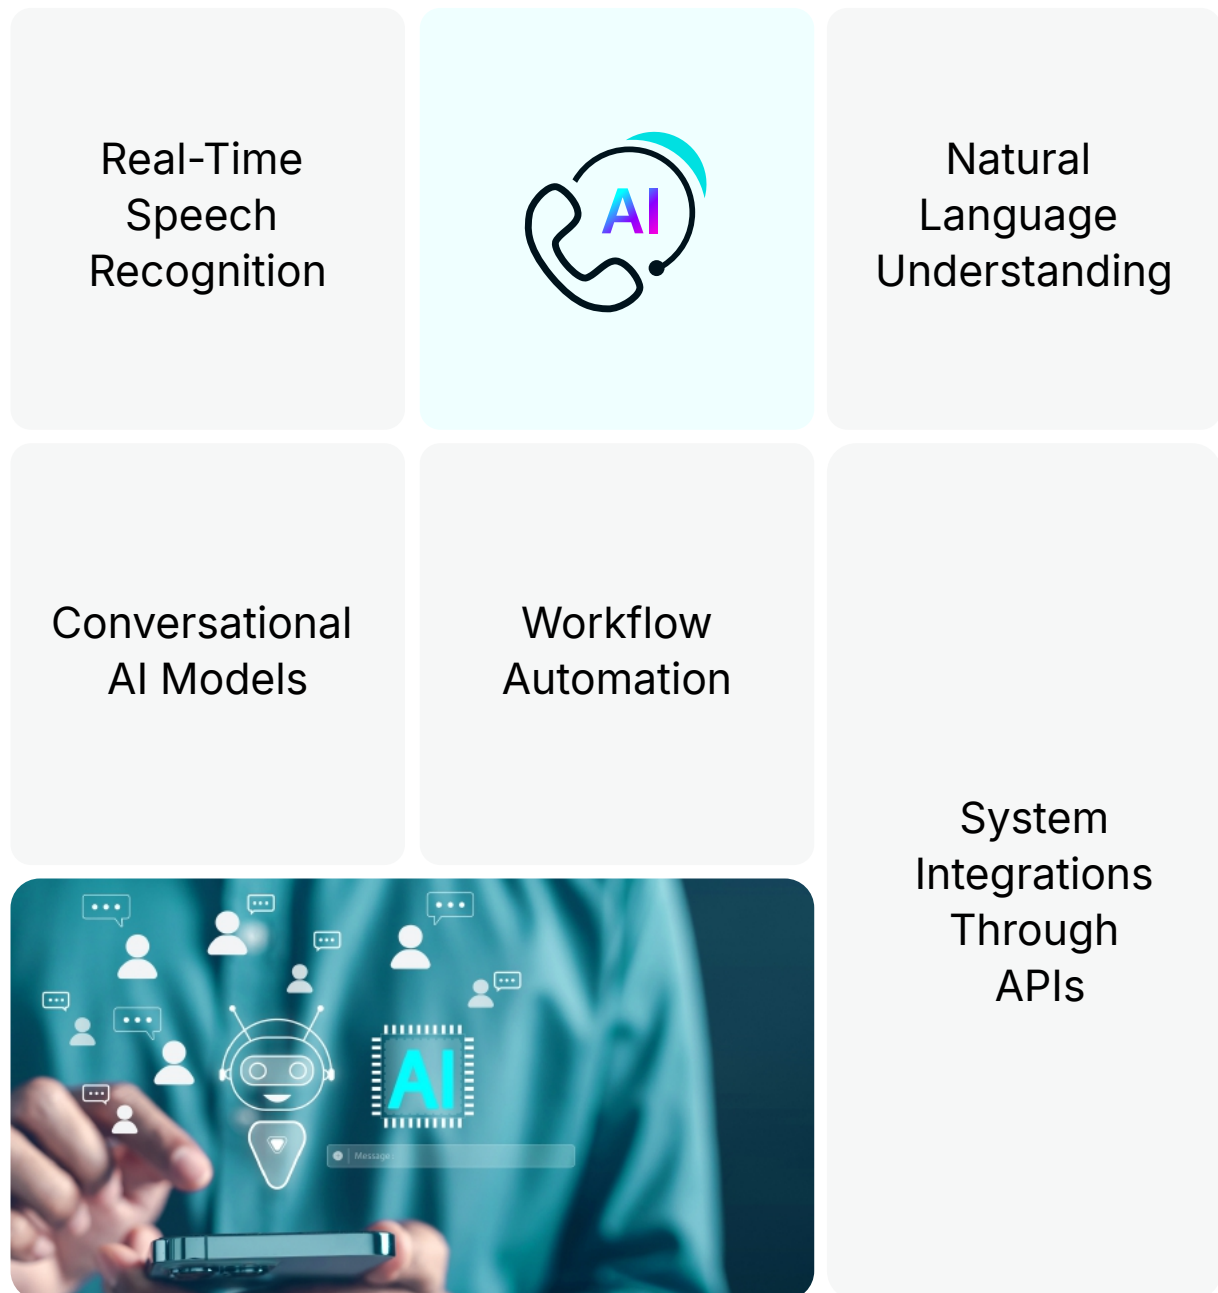 Real-Time
Speech
Recognition
AI
Natural
Language
Understanding
Conversational
AI Models
Workflow
Automation
System
Integrations
Through
APIs
AI
Message